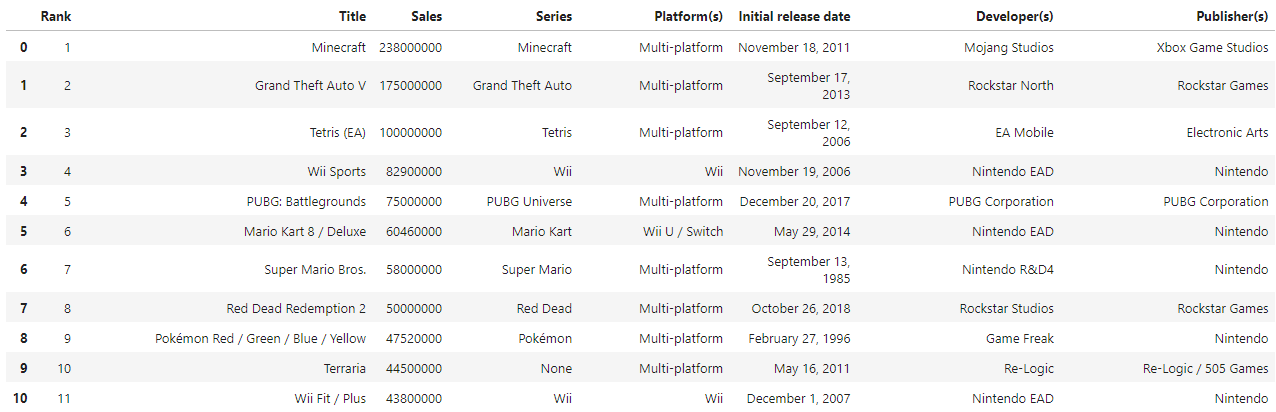 Rank Title Sales Series Platform(s) Initial release date Developer(s) Publisher(s)
0 1 Minecraft 238000000 Minecraft Multi-platform November 18, 2011 Mojang Studios Xbox Game Studios
1 2 Grand Theft Auto V 175000000 Grand Theft Auto Multi-platform September 17, 2013 Rockstar North Rockstar Games
2 3 Tetris (EA) 100000000 Tetris Multi-platform September 12, 2006 EA Mobile Electronic Arts
3 4 Wii Sports 82900000 Wii Wii November 19, 2006 Nintendo EAD Nintendo
4 5 PUBG: Battlegrounds 75000000 PUBG Universe Multi-platform December 20, 2017 PUBG Corporation PUBG Corporation
5 6 Mario Kart 8 / Deluxe 60460000 Mario Kart Wii U / Switch May 29, 2014 Nintendo EAD Nintendo
6 7 Super Mario Bros. 58000000 Super Mario Multi-platform September 13, 1985 Nintendo R&D4 Nintendo
7 8 Red Dead Redemption 2 50000000 Red Dead Multi-platform October 26, 2018 Rockstar Studios Rockstar Games
8 9 Pokémon Red / Green / Blue / Yellow 47520000 Pokémon Multi-platform February 27, 1996 Game Freak Nintendo
9 10 Terraria 44500000 None Multi-platform May 16, 2011 Re-Logic Re-Logic / 505 Games
10 11 Wii Fit / Plus 43800000 Wii Wii December 1, 2007 Nintendo EAD Nintendo